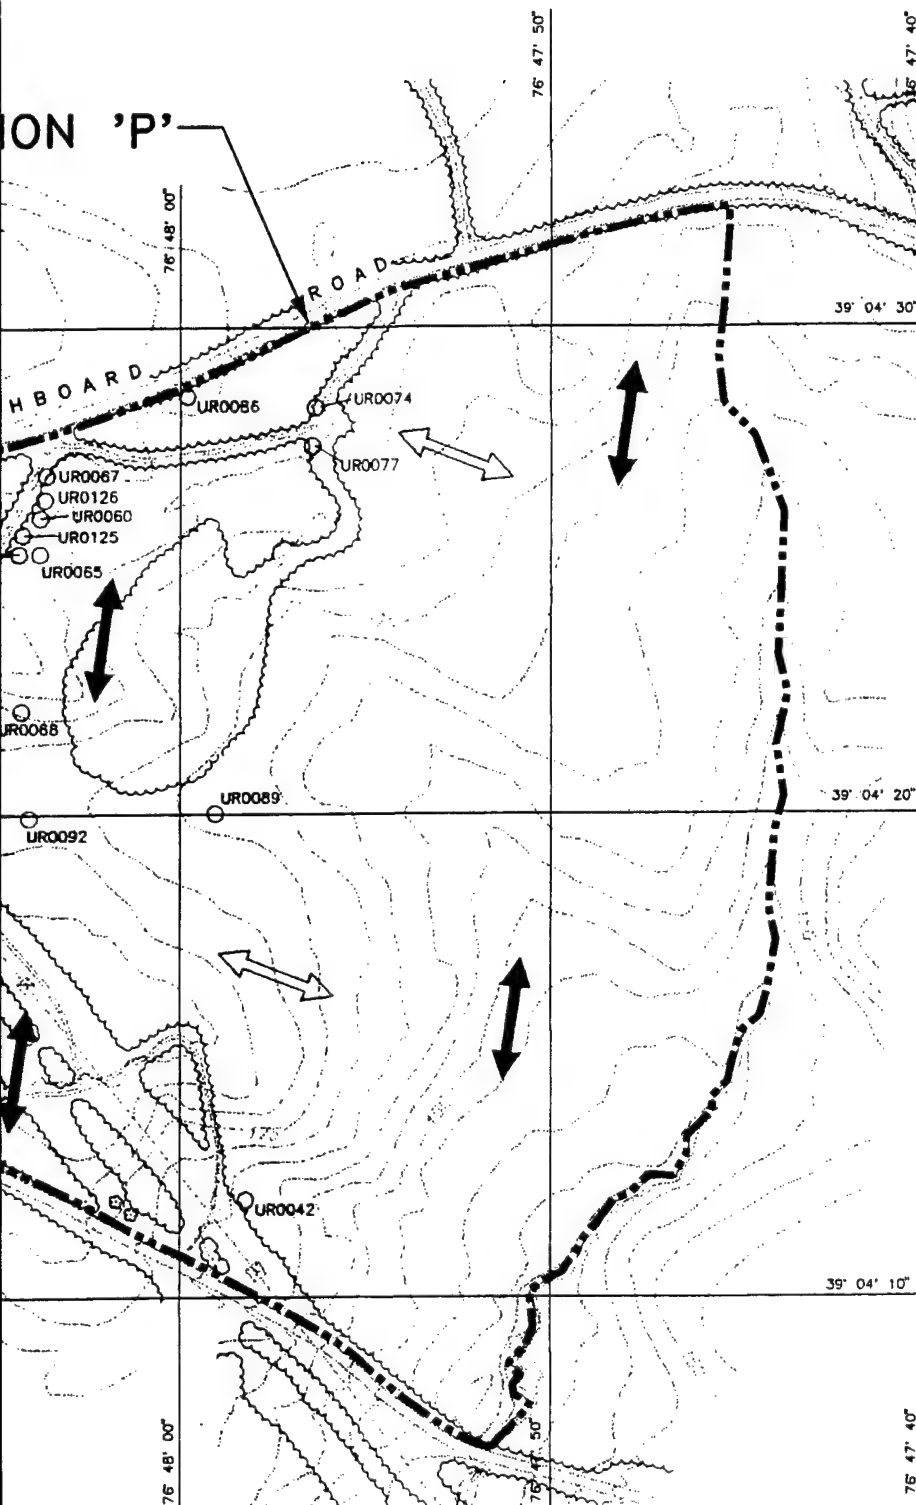 76° 47' 50"
76° 47' 40"
ION 'P'
76° 48' 00"
ROAD
39° 04' 30"
HBOARD
UR0086
UR0074
UR0077
UR0067
UR0126
UR0060
UR0125
UR0065
UR0088
39° 04' 20"
UR0089
UR0092
UR0042
39° 04' 10"
76° 48' 00"
76° 47' 50"
76° 47' 40"